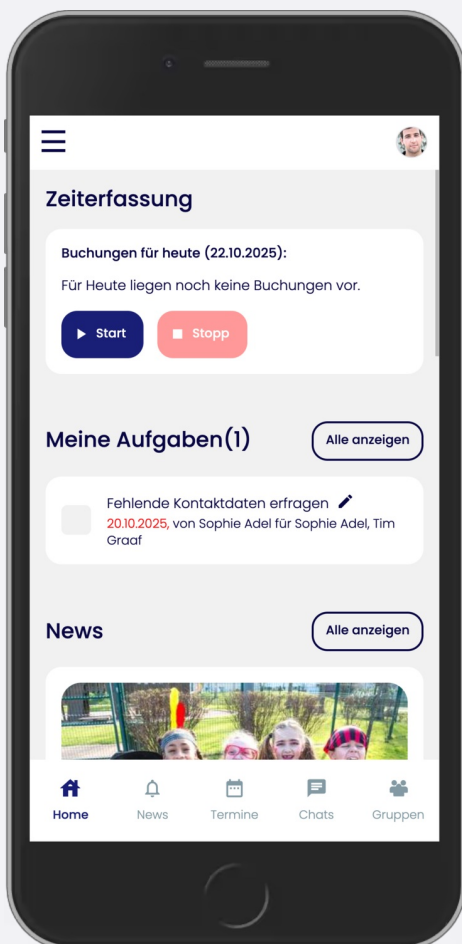 Zeiterfassung
Buchungen für heute (22.10.2025):
Für Heute liegen noch keine Buchungen vor.
Start
Stopp
Meine Aufgaben(1)
Alle anzeigen
Fehlende Kontaktdaten erfragen
20.10.2025, von Sophie Adel für Sophie Adel, Tim
Graaf
News
Alle anzeigen
Home
News
Termine
Chats
Gruppen